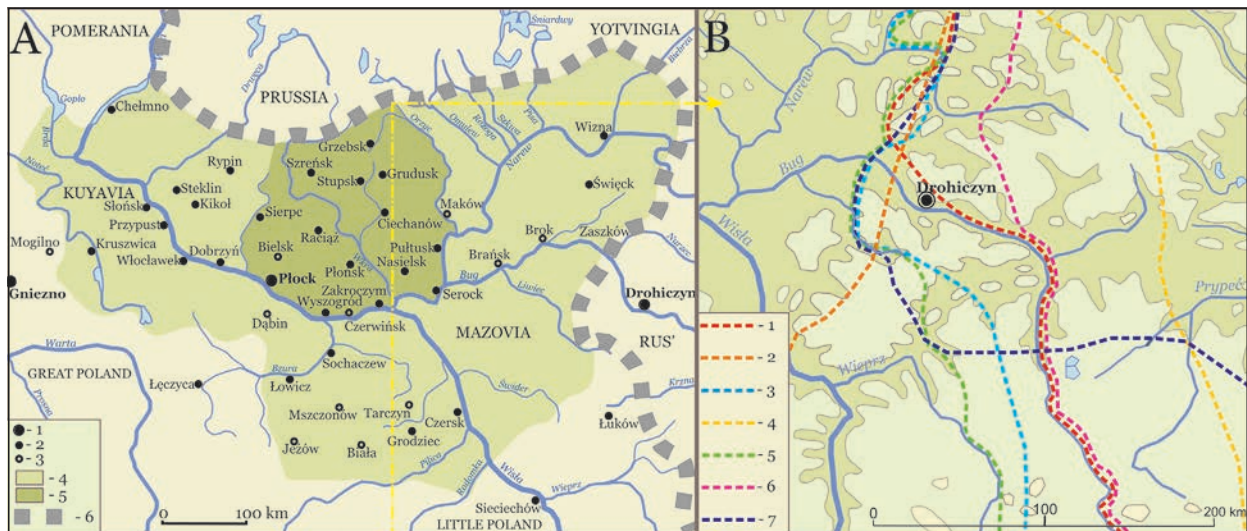 A
POMERANIA
YOTVINGIA
Śniardwy
Biebrza
Drwęca
PRUSSIA
Gopło
Chełmno
Pisa
Orzyc
Omulew
Rozoga
Szkwa
Narew
Wizna
Grzebsk
Szreńsk
Stupsk
Grudusk
Rypin
Brda
Noteć
KUYAVIA
Steklin
Kikoł
Święck
Słońsk
Przypust
Sierpc
Ciechanów
Maków
Raciąż
Brok
Zaszków
Nurzec
Mogilno
Kruszwica
Włocławek
Dobrzyń
Bielsk
Wkra
Pułtusk
Płońsk
Nasielsk
Brańsk
Gniezno
Płock
Bug
Liwiec
Zakroczym
Wyszogród
Serock
Drohiczyn
Dąbin
Czerwińsk
MAZOVIA
RUS'
Warta
Sochaczew
GREAT POLAND
Bzura
Łęczyca
Łowicz
Świder
Krzna
Prosna
Mszczonów
Tarczyn
Czersk
Łuków
Grodziec
Jeżów
Biała
Pilica
Radomka
Wisła
Wieprz
Sieciechów
LITTLE POLAND
- 1
- 2
- 3
- 4
- 5
- 6
0
100 km
B
Narew
Bug
Drohiczyn
Wisła
Prypeć
Wieprz
- 1
- 2
- 3
- 4
- 5
- 6
- 7
0
100
200 km